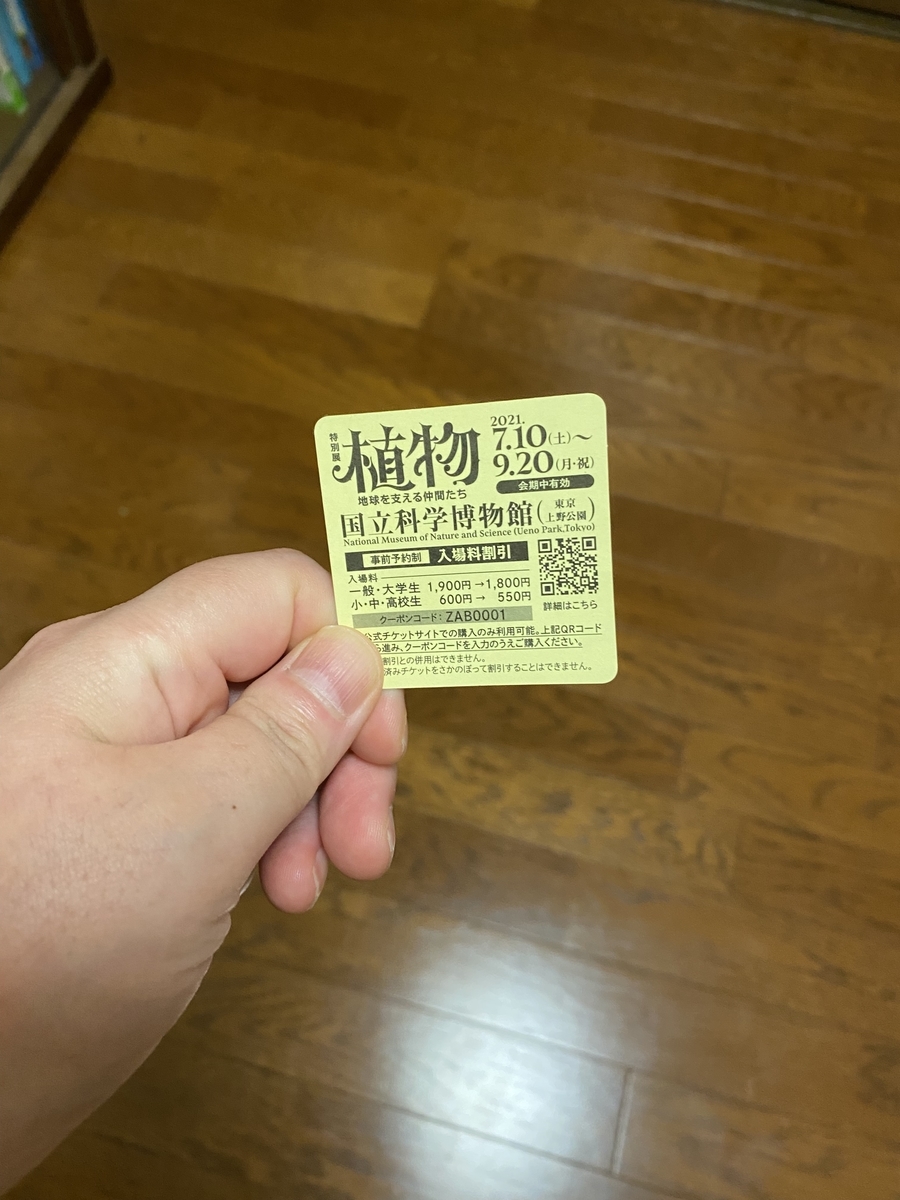 特別展
植物
地球を支える仲間たち
2021.
7.10(土)〜
9.20(月・祝)
会期中有効
国立科学博物館(東京 上野公園)
National Museum of Nature and Science (Ueno Park,Tokyo)
事前予約制 入場料割引
入場料
一般・大学生 1,900円→1,800円
小・中・高校生 600円→ 550円
クーポンコード:ZAB0001
詳細はこちら
公式チケットサイトでの購入のみ利用可能。上記QRコード
進み、クーポンコードを入力のうえご購入ください。
割引との併用はできません。
済みチケットをさかのぼって割引することはできません。